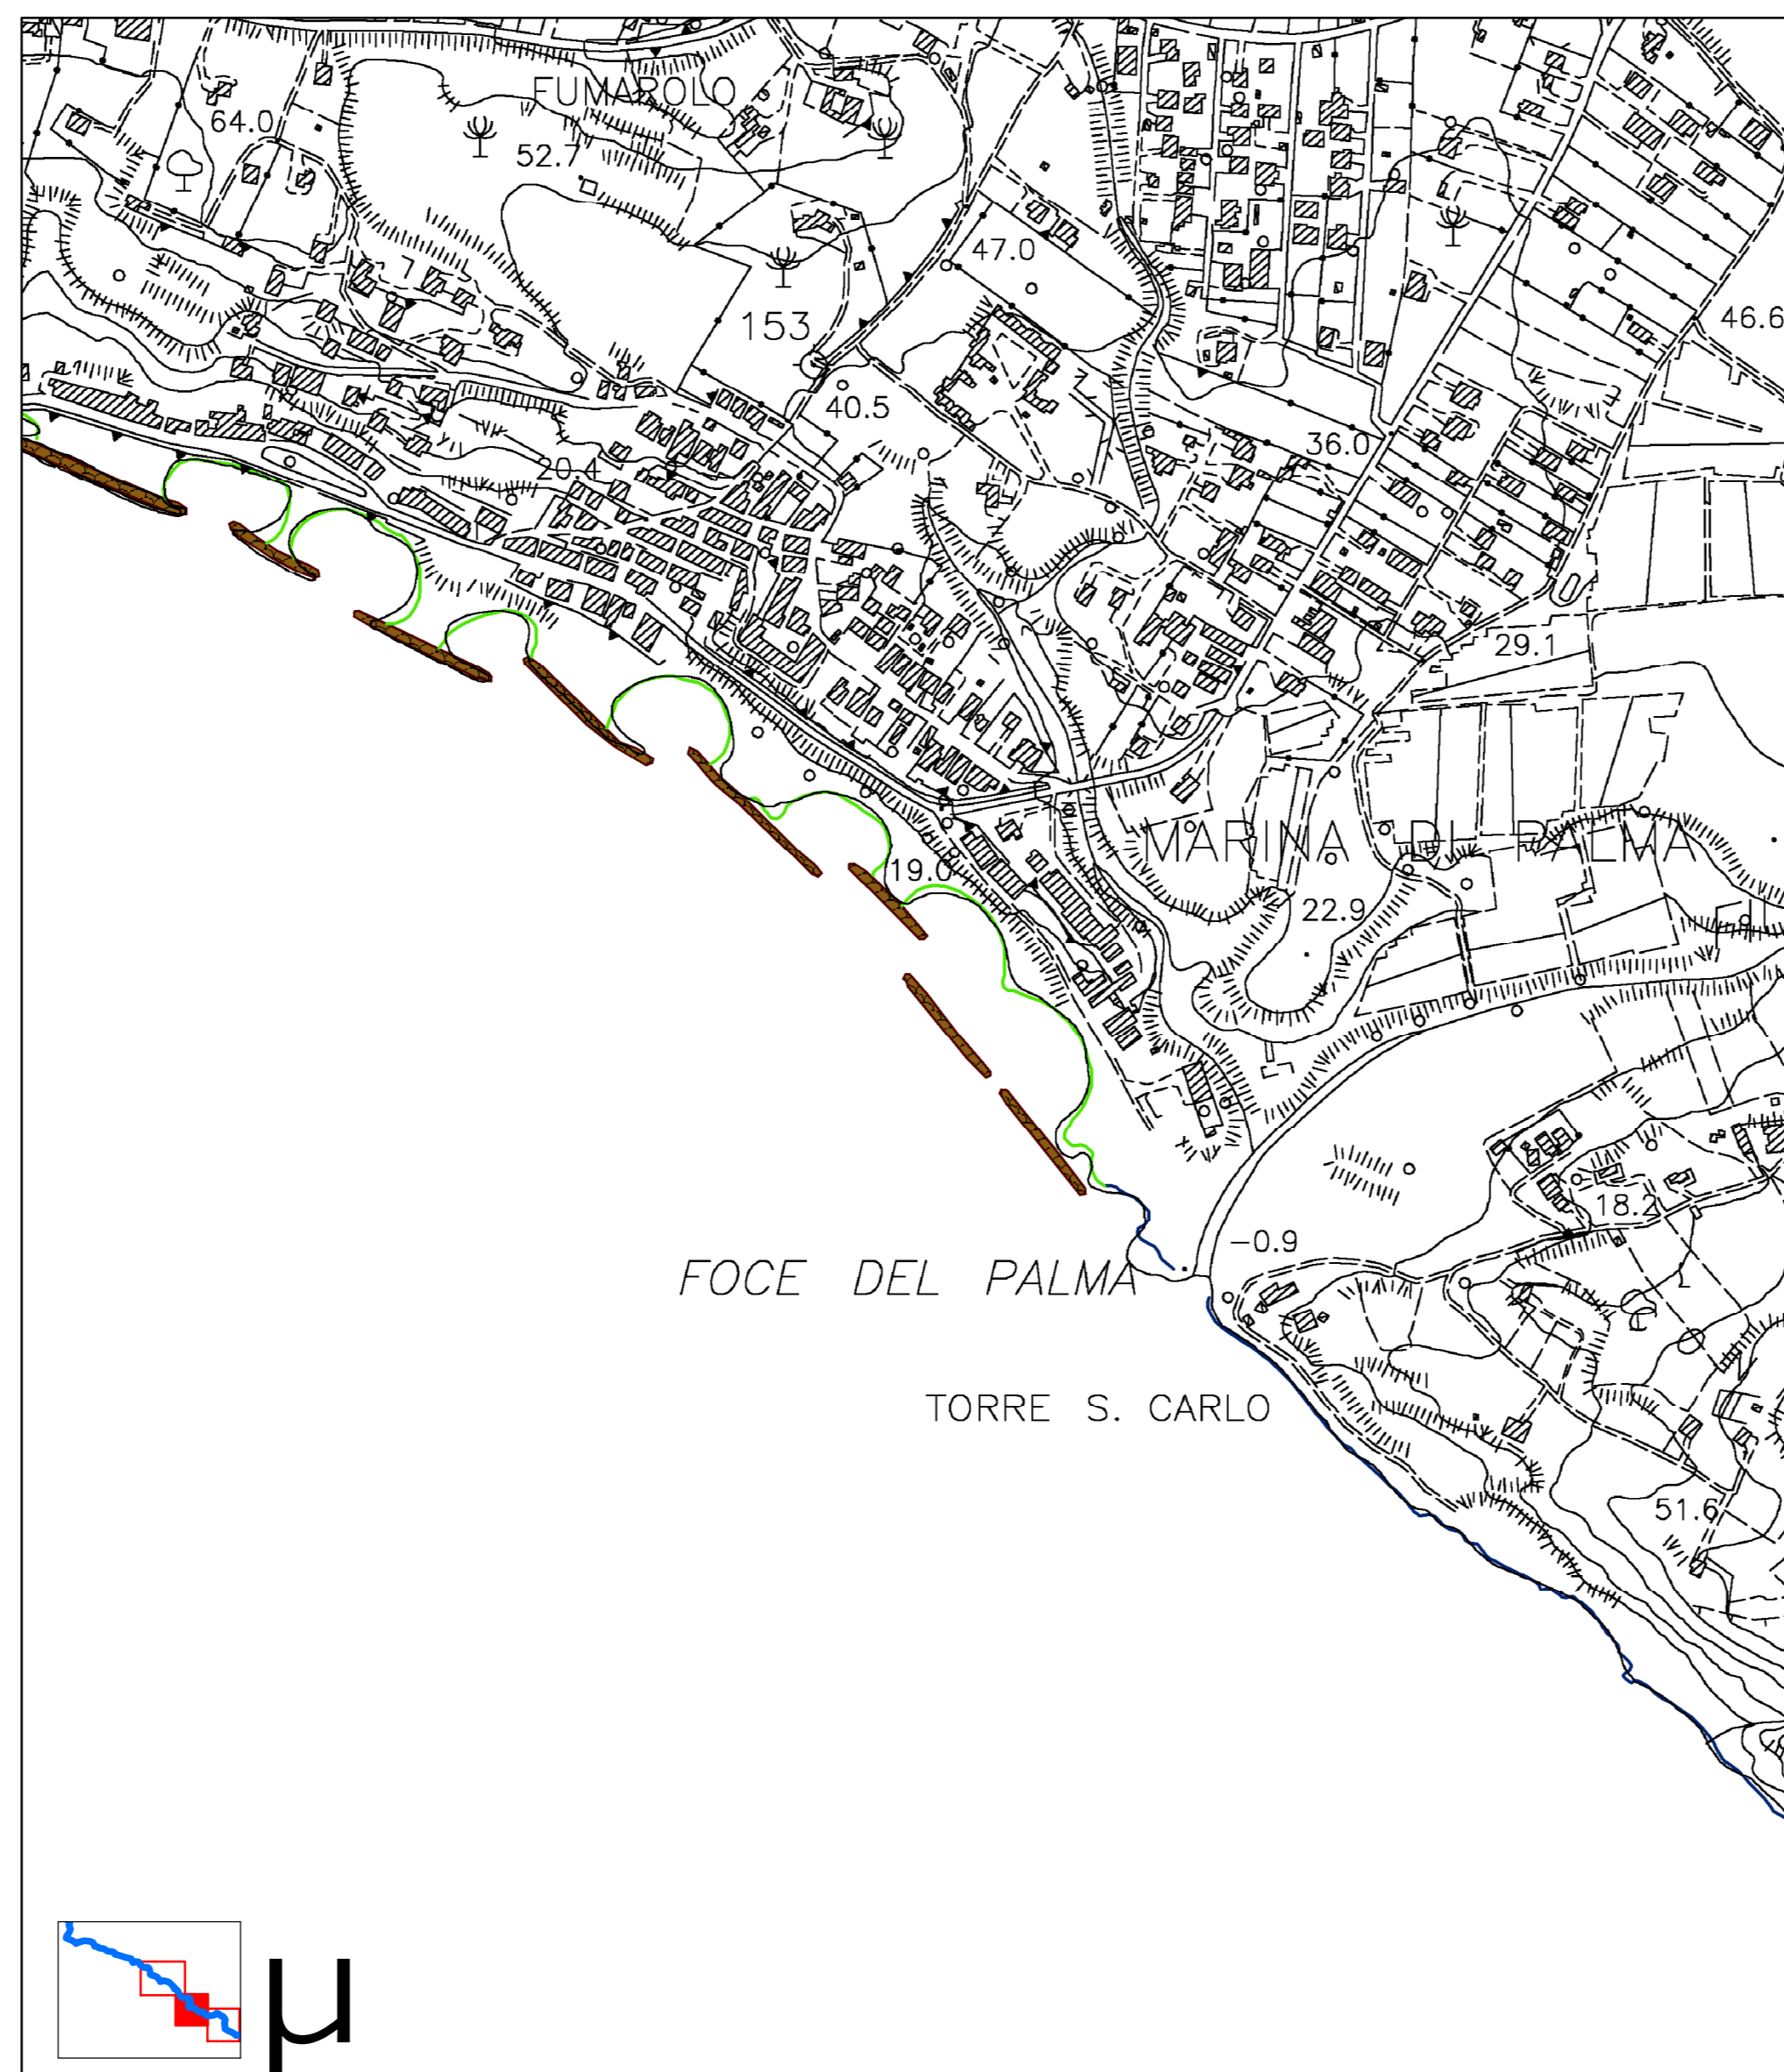 FUMAROLO
64.0
52.7
47.0
46.6
153
40.5
36.0
20.4
29.1
MARINA DI PALMA
19.0
22.9
18.2
-0.9
FOCE DEL PALMA
TORRE S. CARLO
51.6
μ